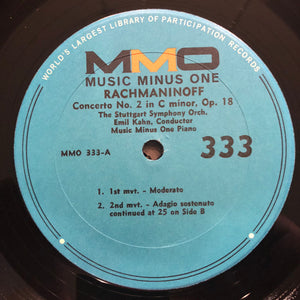 WORLD'S LARGEST LIBRARY OF PARTICIPATION RECORDS
MMO
MUSIC MINUS ONE
RACHMANINOFF
Concerto No. 2 in C minor, Op. 18
The Stuttgart Symphony Orch.
Emil Kahn, Conductor
Music Minus One Piano
MMO 333-A
333
1. 1st mvt. - Moderato
2. 2nd mvt. - Adagio sostenuto
continued at 25 on Side B